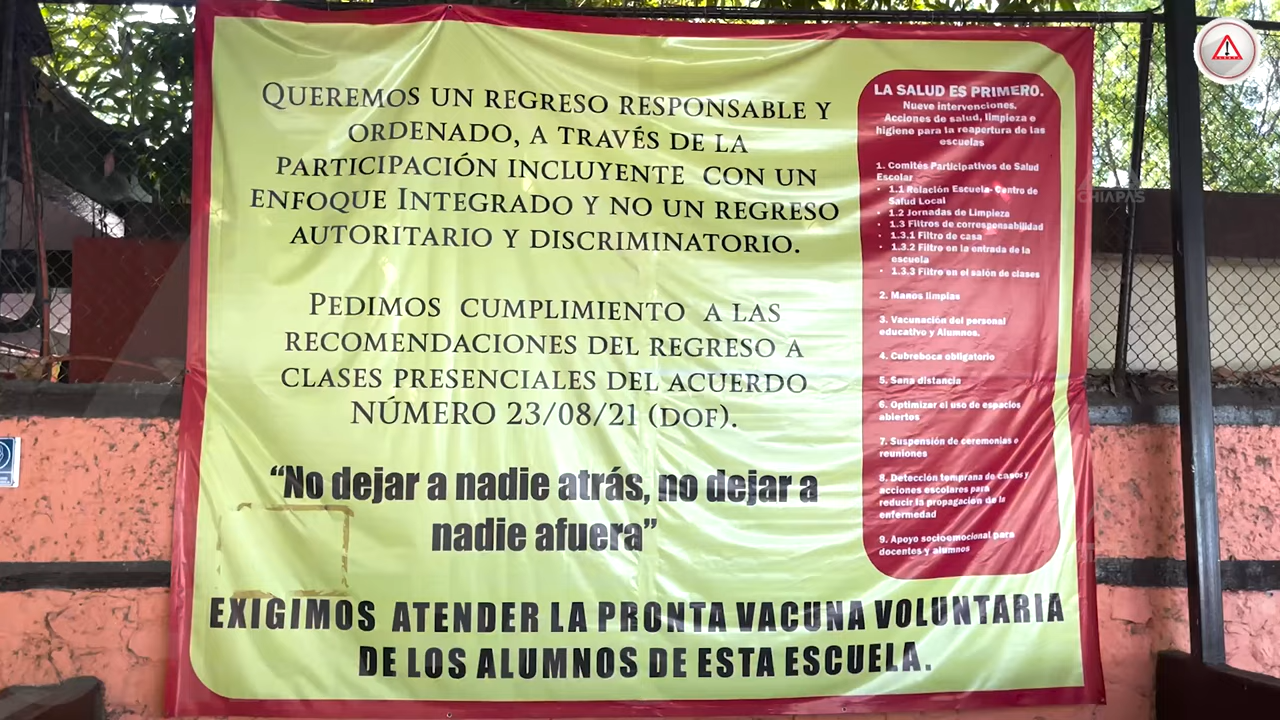 QUEREMOS UN REGRESO RESPONSABLE Y
ORDENADO, A TRAVÉS DE LA
PARTICIPACIÓN INCLUYENTE CON UN
ENFOQUE INTEGRADO Y NO UN REGRESO
AUTORITARIO Y DISCRIMINATORIO.
PEDIMOS CUMPLIMIENTO A LAS
RECOMENDACIONES DEL REGRESO A
CLASES PRESENCIALES DEL ACUERDO
NÚMERO 23/08/21 (DOF).
“No dejar a nadie atrás, no dejar a
nadie afuera”
EXIGIMOS ATENDER LA PRONTA VACUNA VOLUNTARIA
DE LOS ALUMNOS DE ESTA ESCUELA.
LA SALUD ES PRIMERO.
Nueve intervenciones.
Acciones de salud, limpieza e
higiene para la reapertura de las
escuelas
1. Comités Participativos de Salud
Escolar
• 1.1 Relación Escuela- Centro de
Salud Local
• 1.2 Jornadas de Limpieza
• 1.3 Filtros de corresponsabilidad
• 1.3.1 Filtro de casa
• 1.3.2 Filtro en la entrada de la
escuela
• 1.3.3 Filtro en el salón de clases
2. Manos limpias
3. Vacunación del personal
educativo y Alumnos.
4. Cubreboca obligatorio
5. Sana distancia
6. Optimizar el uso de espacios
abiertos
7. Suspensión de ceremonias o
reuniones
8. Detección temprana de casos y
acciones escolares para
reducir la propagación de la
enfermedad
9. Apoyo socioemocional para
docentes y alumnos
CHIAPAS